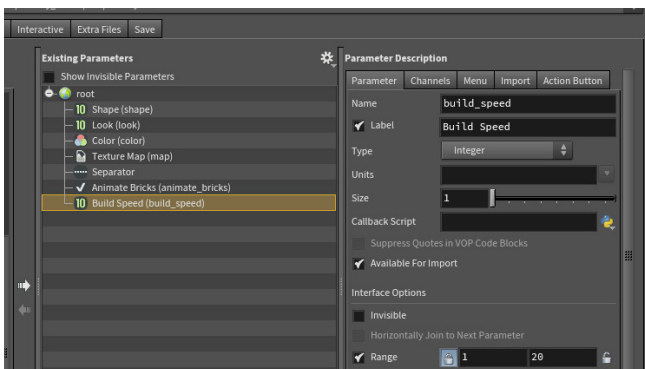 Interactive Extra Files Save
Existing Parameters
Show Invisible Parameters
root
Shape (shape)
Look (look)
Color (color)
Texture Map (map)
Separator
Animate Bricks (animate_bricks)
Build Speed (build_speed)
Parameter Description
Parameter Channels Menu Import Action Button
Name build_speed
Label Build Speed
Type Integer
Units
Size 1
Callback Script
Suppress Quotes in VOP Code Blocks
Available For Import
Interface Options
Invisible
Horizontally Join to Next Parameter
Range 1 20